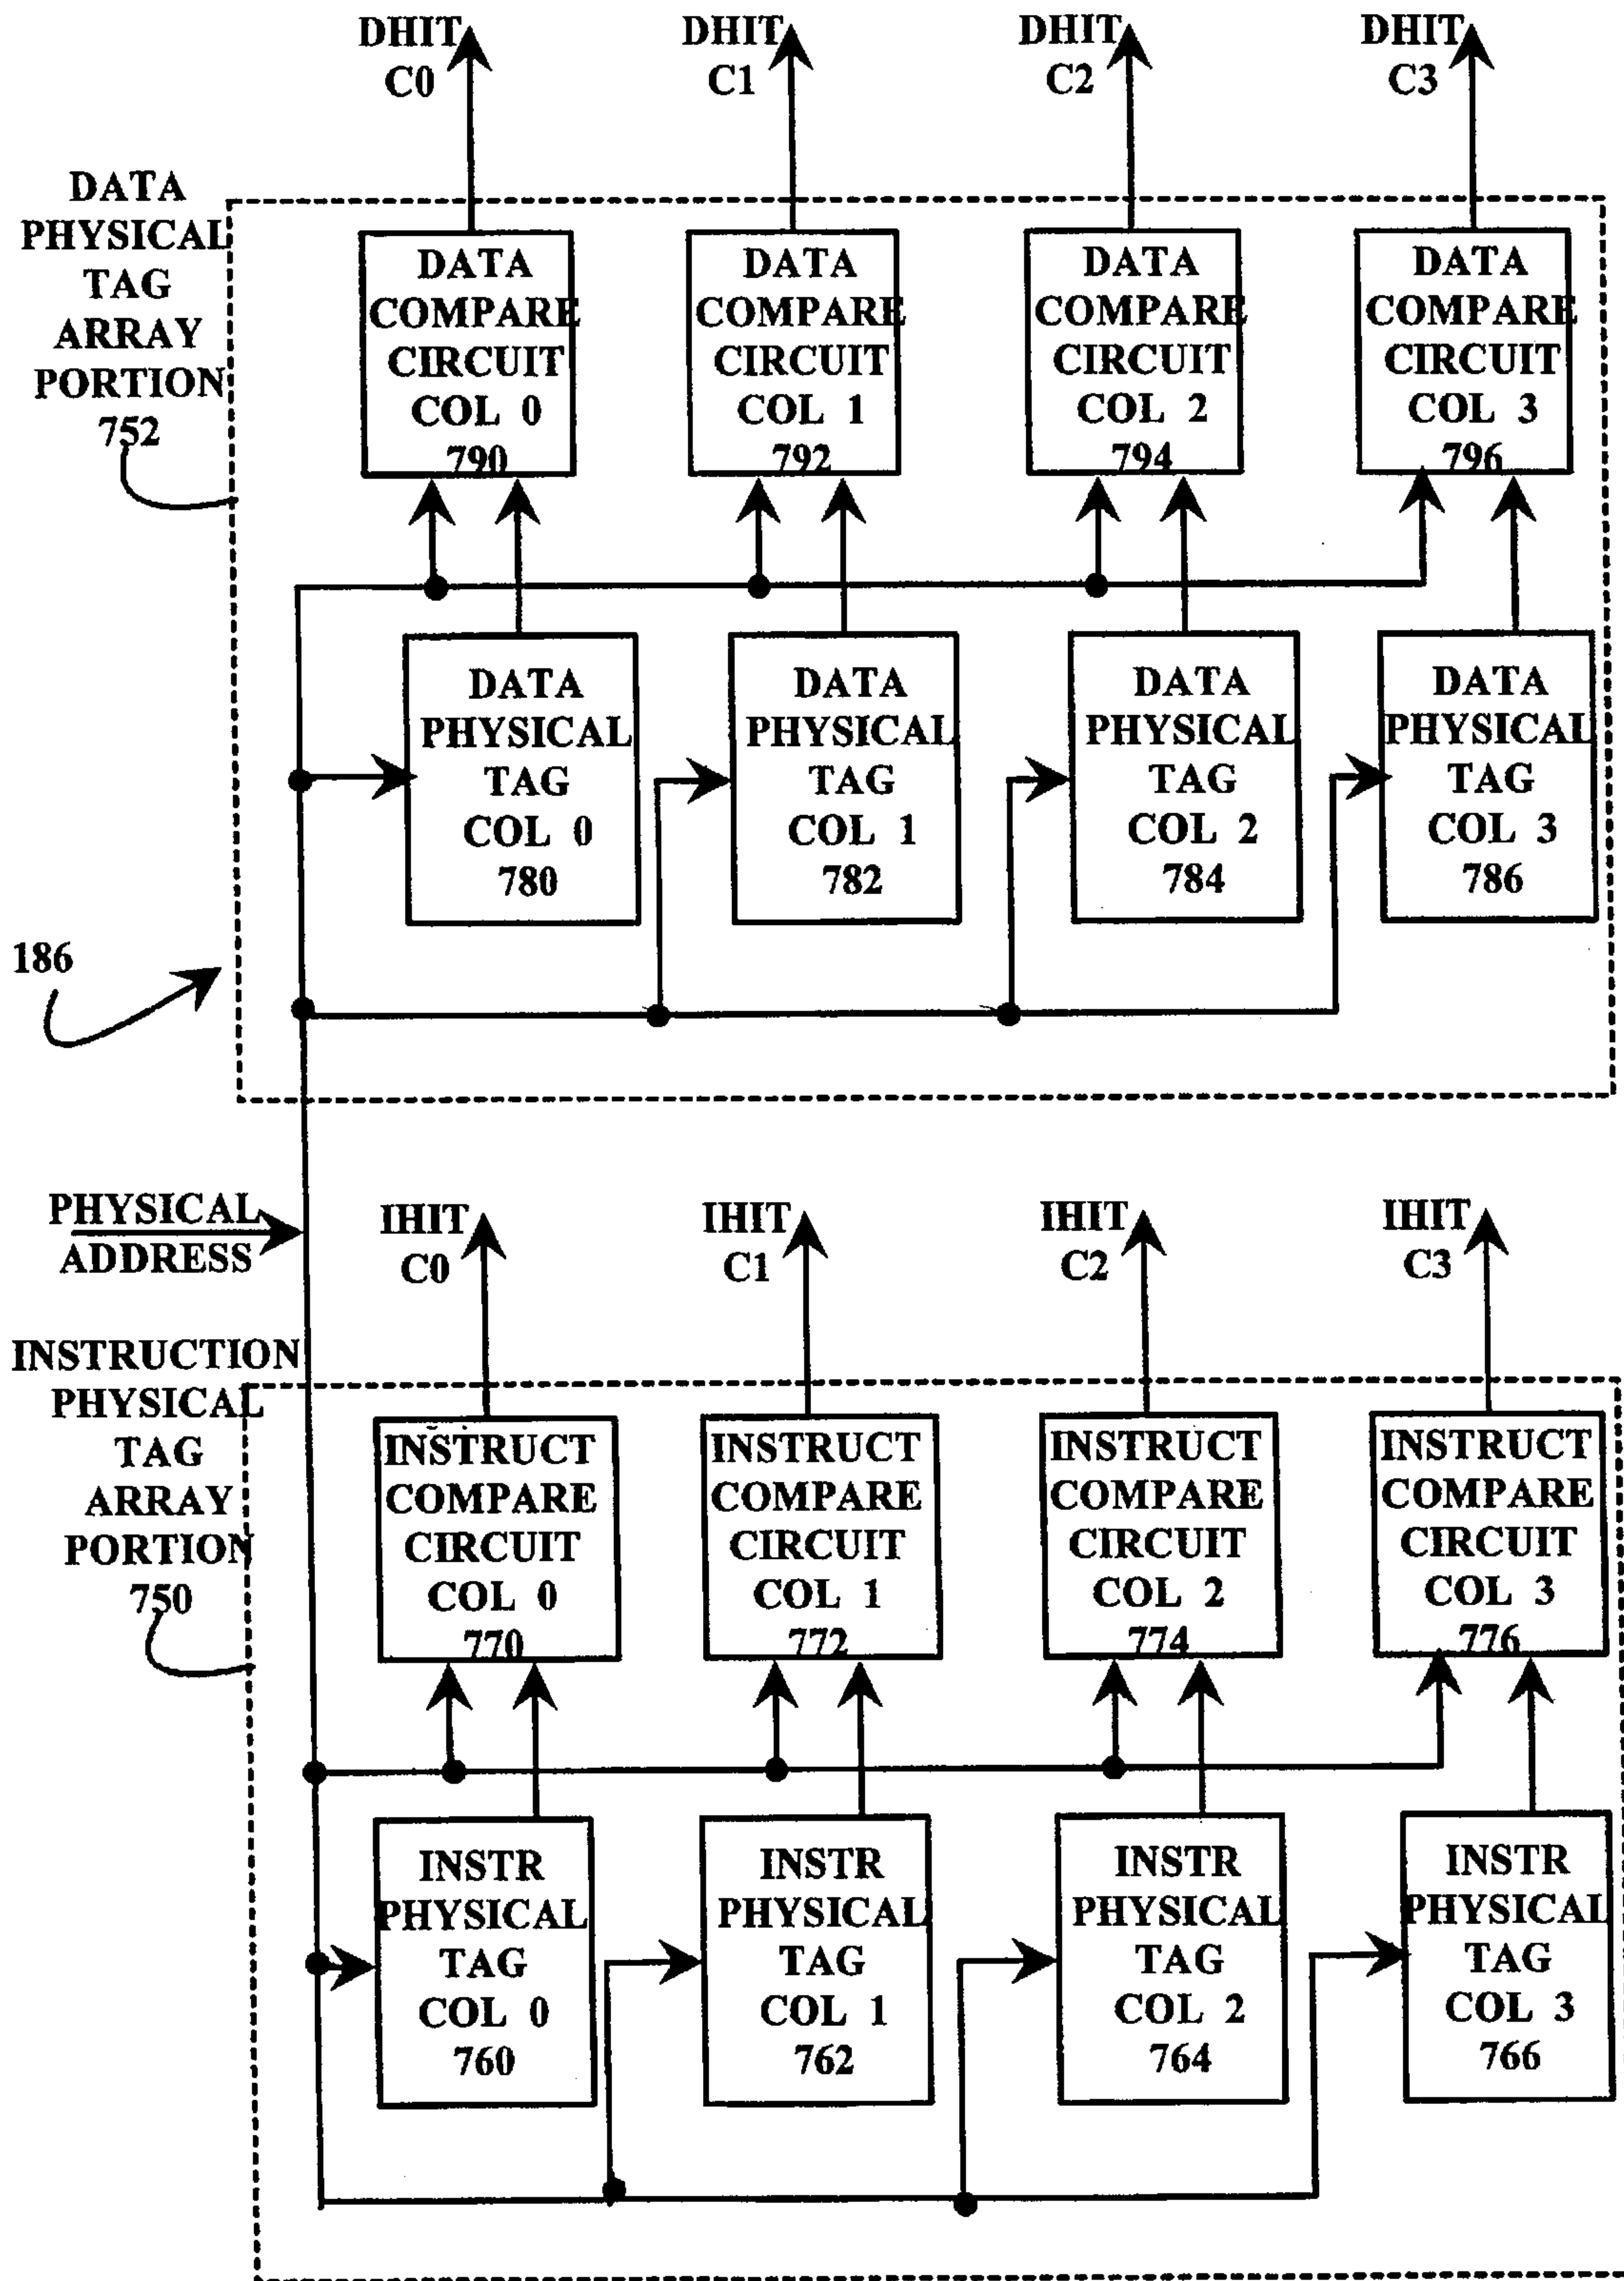 DHIT
C0
DHIT
C1
DHIT
C2
DHIT
C3
DATA
PHYSICAL
TAG
ARRAY
PORTION
752
DATA
COMPARE
CIRCUIT
COL 0
790
DATA
COMPARE
CIRCUIT
COL 1
792
DATA
COMPARE
CIRCUIT
COL 2
794
DATA
COMPARE
CIRCUIT
COL 3
796
DATA
PHYSICAL
TAG
COL 0
780
DATA
PHYSICAL
TAG
COL 1
782
DATA
PHYSICAL
TAG
COL 2
784
DATA
PHYSICAL
TAG
COL 3
786
186
PHYSICAL
ADDRESS
IHIT
C0
IHIT
C1
IHIT
C2
IHIT
C3
INSTRUCTION
PHYSICAL
TAG
ARRAY
PORTION
750
INSTRUCT
COMPARE
CIRCUIT
COL 0
770
INSTRUCT
COMPARE
CIRCUIT
COL 1
772
INSTRUCT
COMPARE
CIRCUIT
COL 2
774
INSTRUCT
COMPARE
CIRCUIT
COL 3
776
INSTR
PHYSICAL
TAG
COL 0
760
INSTR
PHYSICAL
TAG
COL 1
762
INSTR
PHYSICAL
TAG
COL 2
764
INSTR
PHYSICAL
TAG
COL 3
766